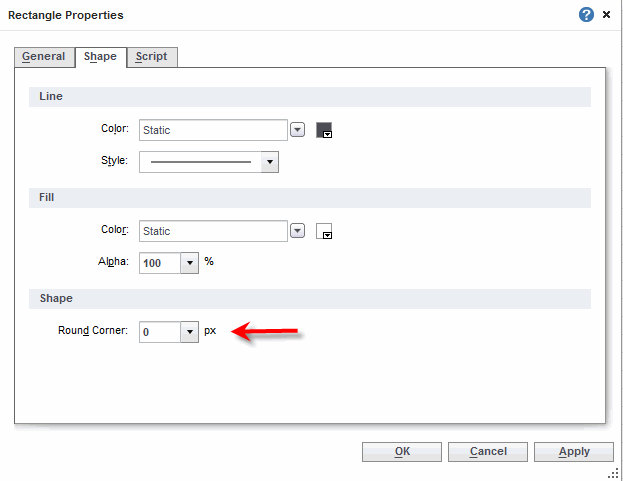 Rectangle Properties ?
General Shape Script
Line
Color: Static
Style:
Fill
Color: Static
Alpha: 100 %
Shape
Round Corner: 0 px
OK Cancel Apply